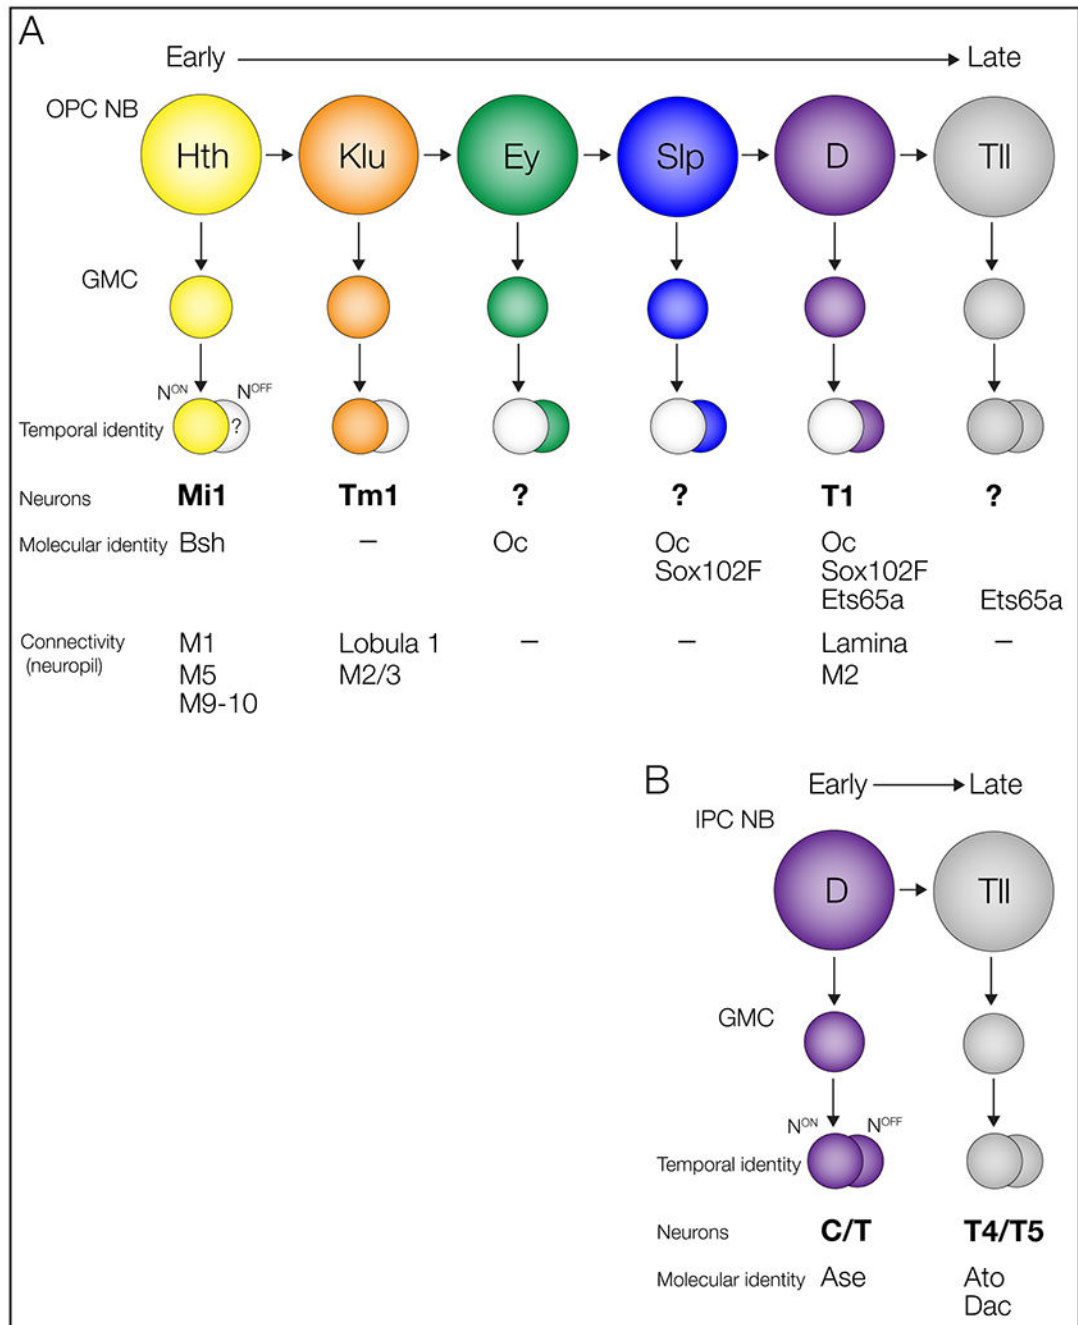 A
Early Late
OPC NB
Hth Klu Ey Slp D Tll
GMC
N^ON N^OFF
Temporal identity ?
Neurons Mi1 Tm1 ? ? T1 ?
Molecular identity Bsh – Oc Oc Oc
Sox102F Sox102F
Ets65a Ets65a
Connectivity M1 Lobula 1 – – Lamina –
(neuropil) M5 M2/3 M2
M9-10
B
Early Late
IPC NB
D Tll
GMC
N^ON N^OFF
Temporal identity
Neurons C/T T4/T5
Molecular identity Ase Ato
Dac